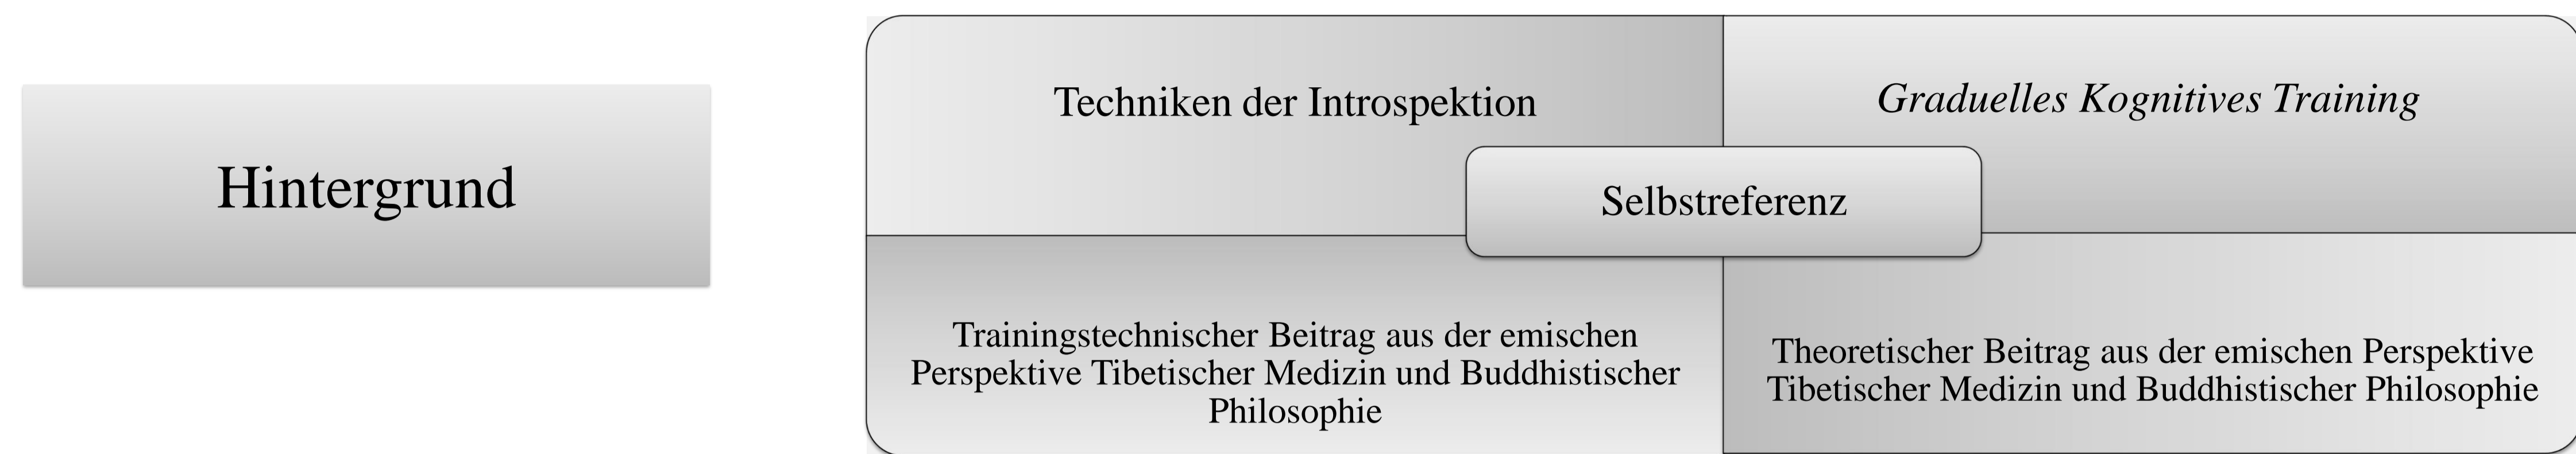 Hintergrund
Techniken der Introspektion
Graduelles Kognitives Training
Selbstreferenz
Trainingstechnischer Beitrag aus der emischen
Perspektive Tibetischer Medizin und Buddhistischer
Philosophie
Theoretischer Beitrag aus der emischen Perspektive
Tibetischer Medizin und Buddhistischer Philosophie